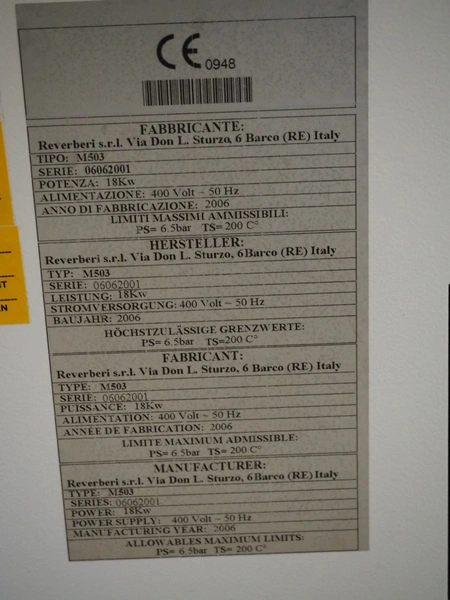 CE 0948
FABBRICANTE:
Reverberi s.r.l. Via Don L. Sturzo, 6 Barco (RE) Italy
TIPO: M503
SERIE: 06062001
POTENZA: 18Kw
ALIMENTAZIONE: 400 Volt ~ 50 Hz
ANNO DI FABBRICAZIONE: 2006
LIMITI MASSIMI AMMISSIBILI:
PS= 6.5bar TS= 200 C°
HERSTELLER:
Reverberi s.r.l. Via Don L. Sturzo, 6Barco (RE) Italy
TYP: M503
SERIE: 06062001
LEISTUNG: 18Kw
STROMVERSORGUNG: 400 Volt ~ 50 Hz
BAUJAHR: 2006
HÖCHSTZULÄSSIGE GRENZWERTE:
PS= 6.5bar TS=200 C°
FABRICANT:
Reverberi s.r.l. Via Don L. Sturzo, 6 Barco (RE) Italy
TYPE: M503
SERIE: 06062001
PUISSANCE: 18Kw
ALIMENTATION: 400 Volt ~ 50 Hz
ANNÉE DE FABRICATION: 2006
LIMITE MAXIMUM ADMISSIBLE:
PS= 6.5bar TS= 200 C°
MANUFACTURER:
Reverberi s.r.l. Via Don L. Sturzo, 6Barco (RE) Italy
TYPE: M503
SERIES: 06062001
POWER: 18Kw
POWER SUPPLY: 400 Volt ~ 50 Hz
MANUFACTURING YEAR: 2006
ALLOWABLES MAXIMUM LIMITS:
PS= 6.5bar TS= 200 C°